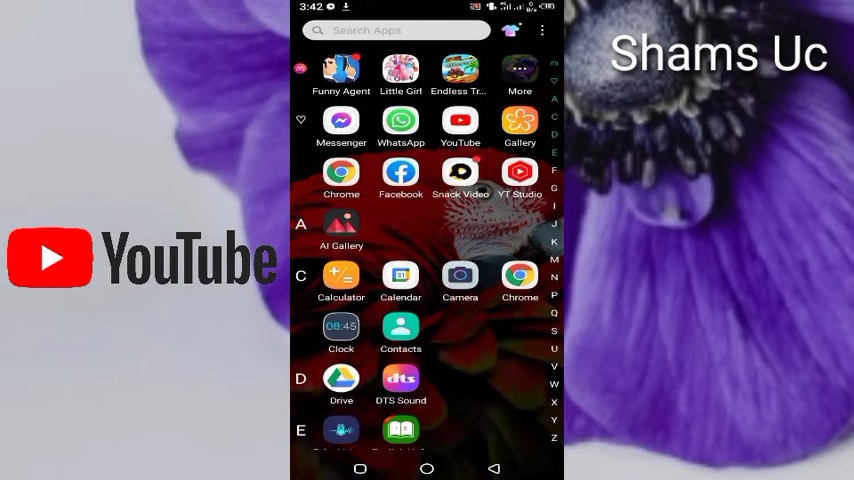 3:42
Shams Uc
Search Apps
Funny Agent
Little Girl
Endless Tr...
More
Messenger
WhatsApp
YouTube
Gallery
Chrome
Facebook
Snack Video
YT Studio
A
AI Gallery
YouTube
C
Calculator
Calendar
Camera
Chrome
08:45
Clock
Contacts
D
dts
Drive
DTS Sound
E
A
C
D
E
F
G
I
J
K
M
N
P
Q
S
U
V
W
X
Y
Z